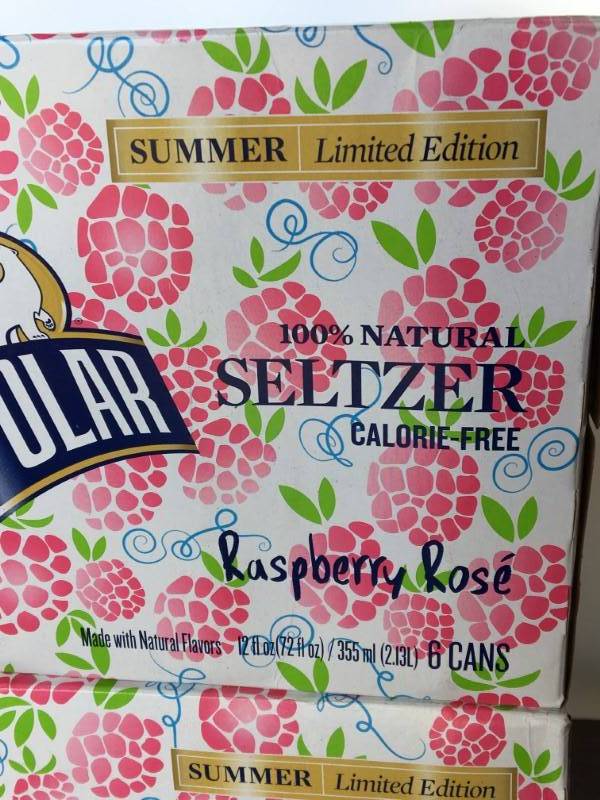 SUMMER Limited Edition
100% NATURAL
OLAR SELTZER
CALORIE-FREE
Raspberry Rosé
Made with Natural Flavors 12 fl.oz (72 fl oz) / 355 ml (2.13L) 6 CANS
SUMMER Limited Edition